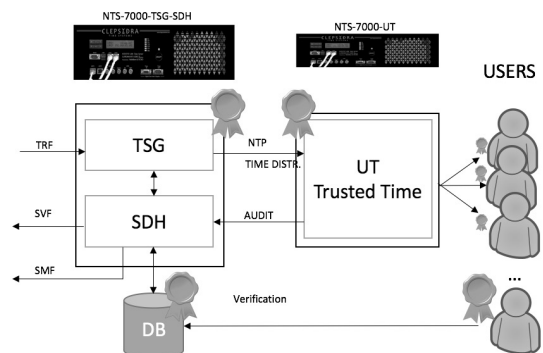 NTS-7000-TSG-SDH
NTS-7000-UT
CLEPSIDRA
USERS
TRF
TSG
NTP
TIME DISTR.
UT
Trusted Time
SVF
SDH
AUDIT
SMF
...
DB
Verification